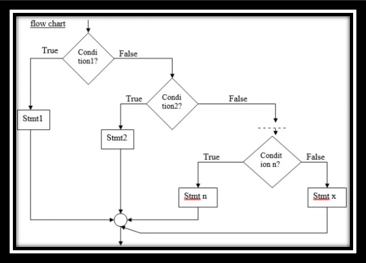 flow chart
True
Condi
tion1?
False
Stmt1
True
Condi
tion2?
False
Stmt2
True
Condit
ion n?
False
Stmt n
Stmt x